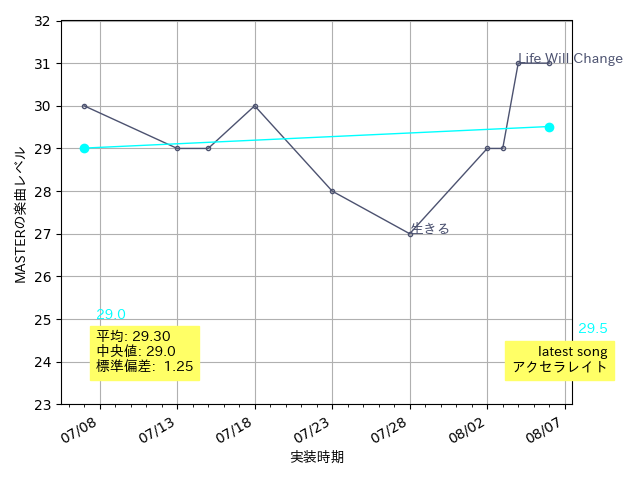 32
31
30
29
28
27
26
25
24
23
MASTERの楽曲レベル
Life Will Change
生きる
29.0
平均: 29.30
中央値: 29.0
標準偏差: 1.25
29.5
latest song
アクセラレイト
07/08
07/13
07/18
07/23
07/28
08/02
08/07
実装時期